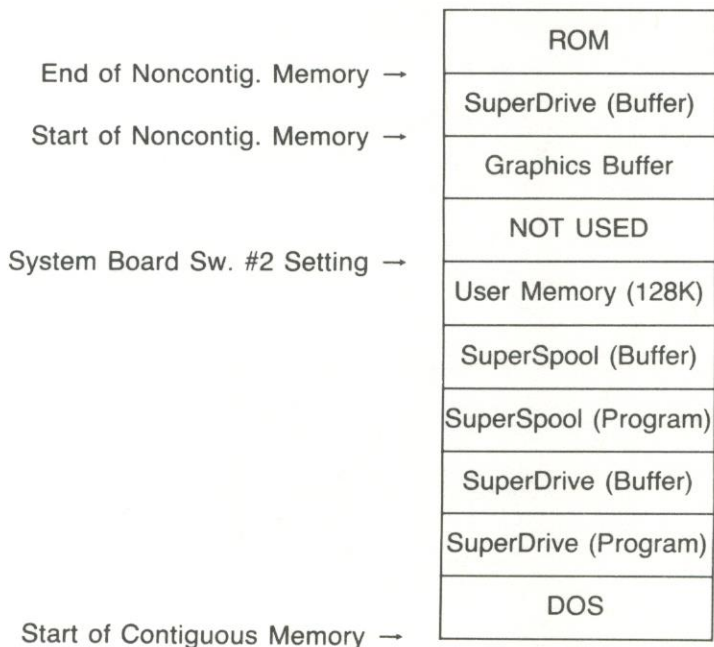 ROM
End of Noncontig. Memory →
SuperDrive (Buffer)
Start of Noncontig. Memory →
Graphics Buffer
NOT USED
System Board Sw. #2 Setting →
User Memory (128K)
SuperSpool (Buffer)
SuperSpool (Program)
SuperDrive (Buffer)
SuperDrive (Program)
DOS
Start of Contiguous Memory →